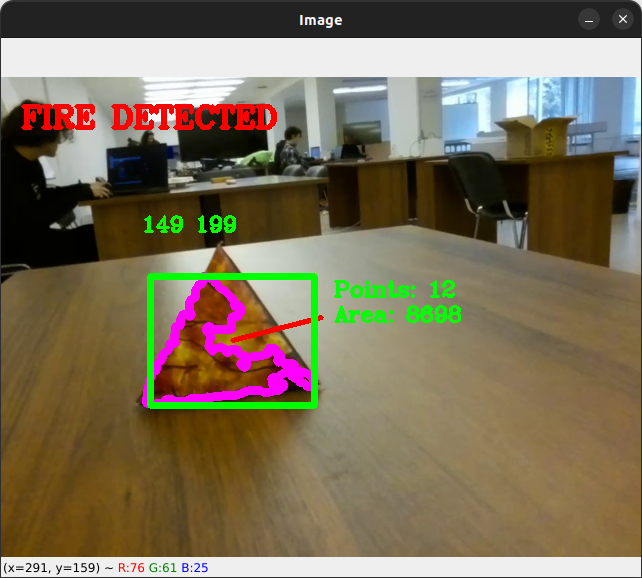 Image
FIRE DETECTED
149 199
Points: 12
Area: 8698
(x=291, y=159) ~ R:76 G:61 B:25